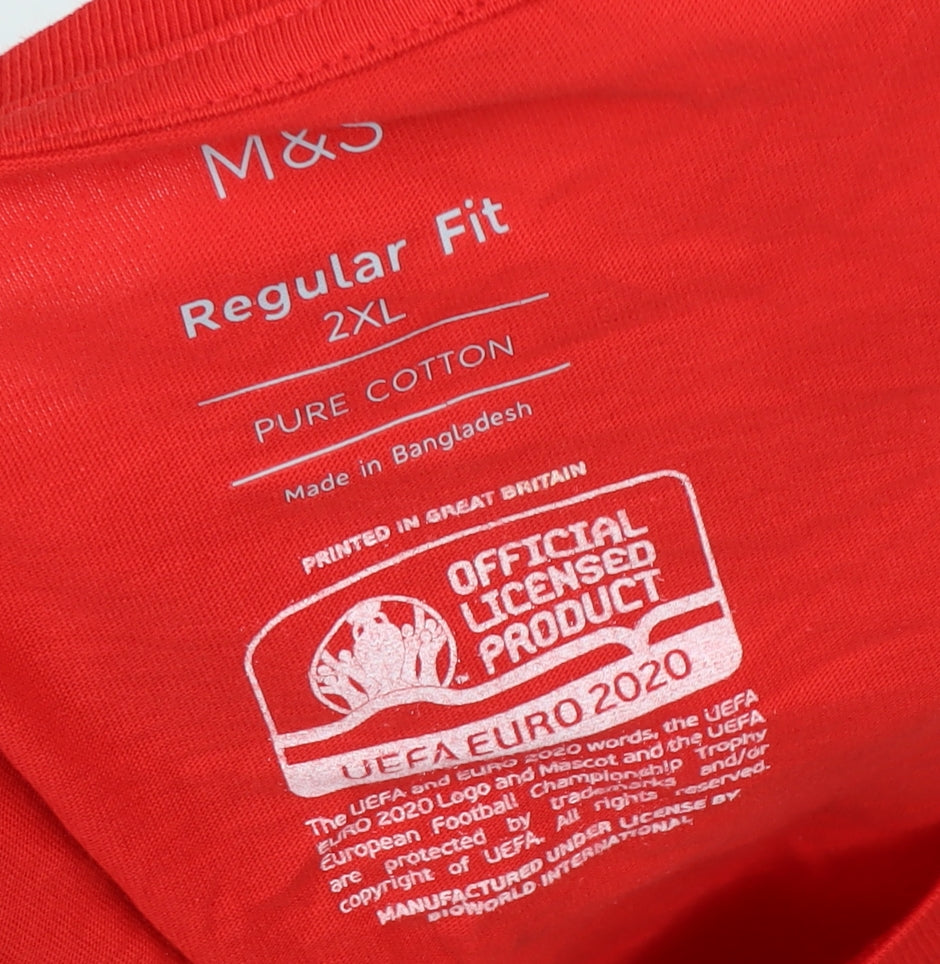 M&S
Regular Fit
2XL
PURE COTTON
Made in Bangladesh
PRINTED IN GREAT BRITAIN
OFFICIAL
LICENSED
PRODUCT
TM
UEFA EURO 2020
The UEFA and EURO 2020 words, the UEFA
EURO 2020 Logo and Mascot and the UEFA
European Football Championship Trophy
are protected by trademarks and/or
copyright of UEFA. All rights reserved.
MANUFACTURED UNDER LICENSE BY
BIOWORLD INTERNATIONAL